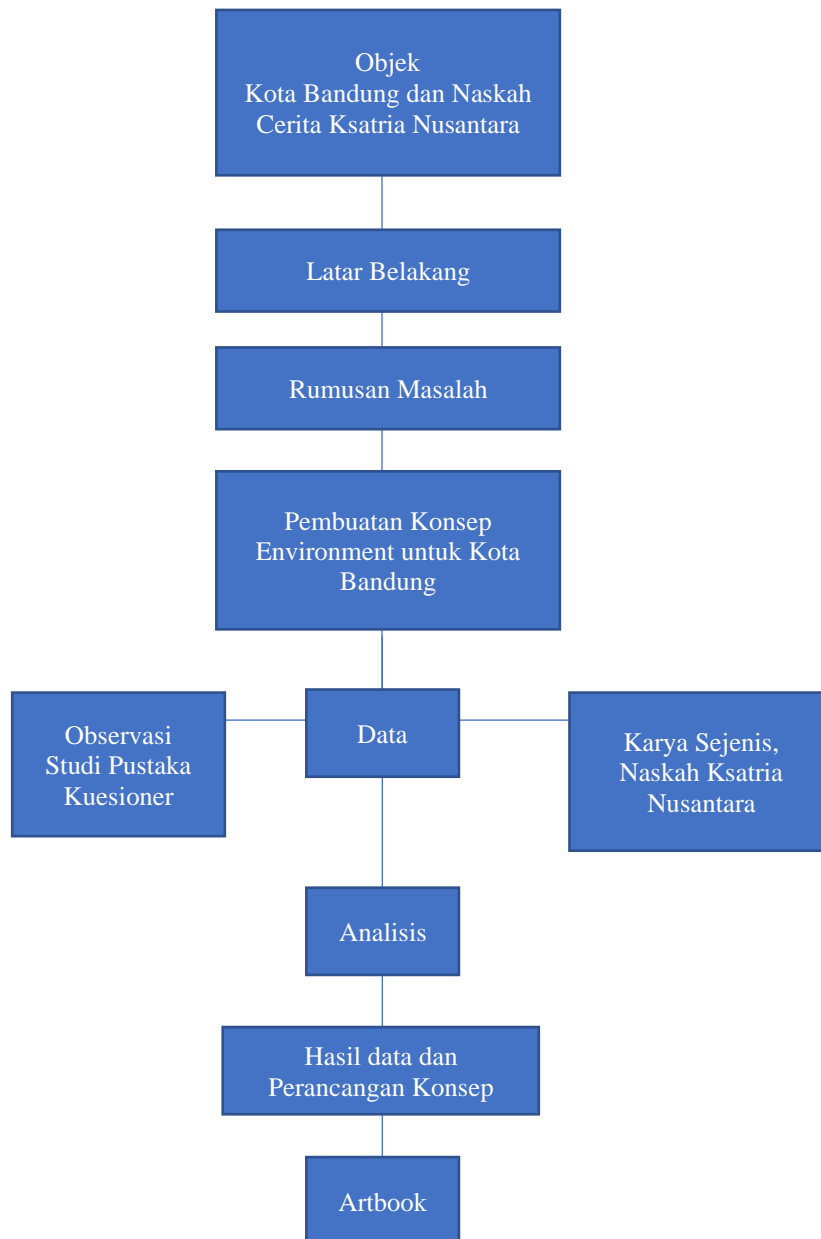 Objek
Kota Bandung dan Naskah
Cerita Ksatria Nusantara
Latar Belakang
Rumusan Masalah
Pembuatan Konsep
Environment untuk Kota
Bandung
Observasi
Studi Pustaka
Kuesioner
Data
Karya Sejenis,
Naskah Ksatria
Nusantara
Analisis
Hasil data dan
Perancangan Konsep
Artbook